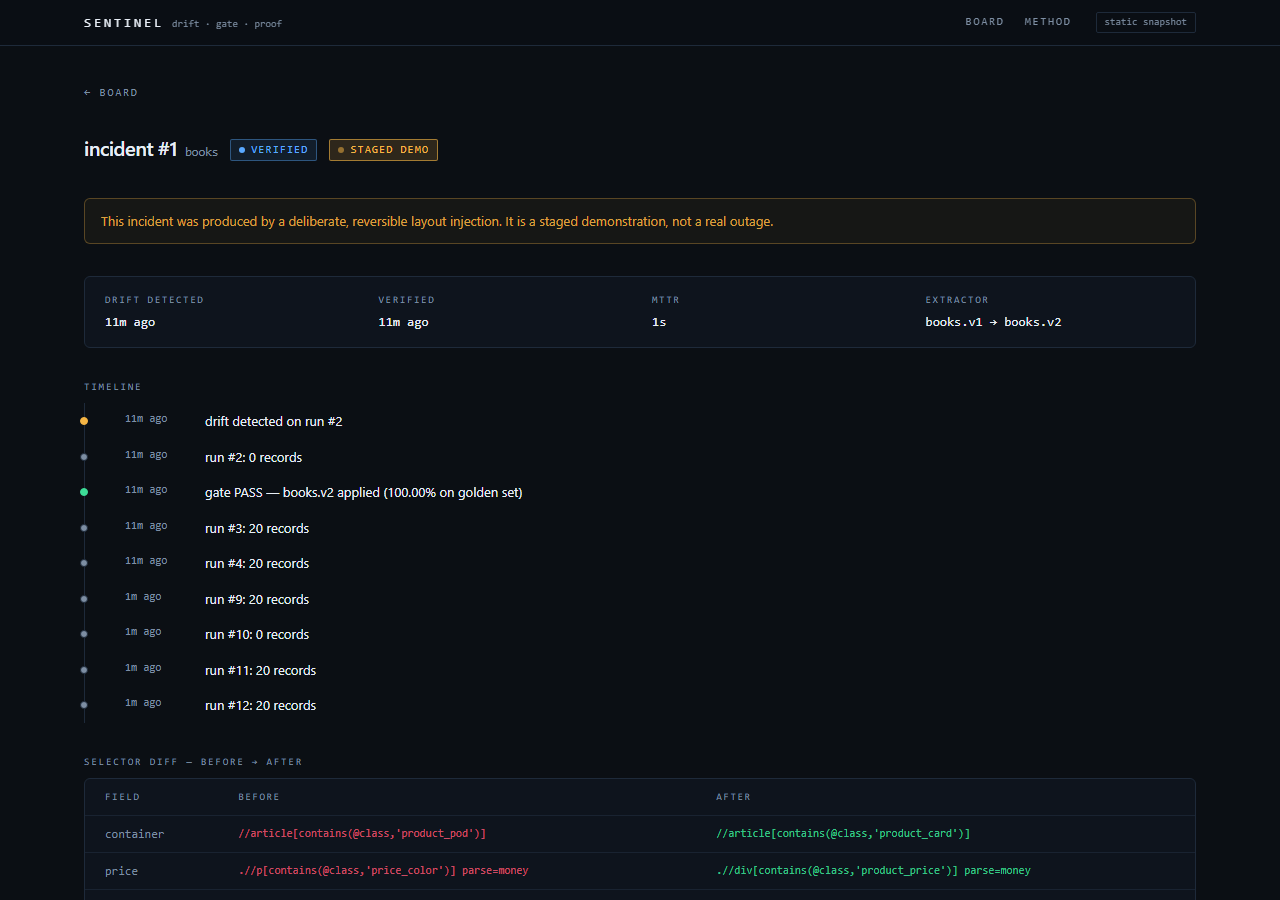 SENTINEL drift · gate · proof BOARD METHOD static snapshot
← BOARD
incident #1 books VERIFIED STAGED DEMO
This incident was produced by a deliberate, reversible layout injection. It is a staged demonstration, not a real outage.
DRIFT DETECTED VERIFIED MTTR EXTRACTOR
11m ago 11m ago 1s books.v1 → books.v2
TIMELINE
11m ago drift detected on run #2
11m ago run #2: 0 records
11m ago gate PASS — books.v2 applied (100.00% on golden set)
11m ago run #3: 20 records
11m ago run #4: 20 records
1m ago run #9: 20 records
1m ago run #10: 0 records
1m ago run #11: 20 records
1m ago run #12: 20 records
SELECTOR DIFF — BEFORE → AFTER
FIELD BEFORE AFTER
container //article[contains(@class,'product_pod')] //article[contains(@class,'product_card')]
price .//p[contains(@class,'price_color')] parse=money .//div[contains(@class,'product_price')] parse=money